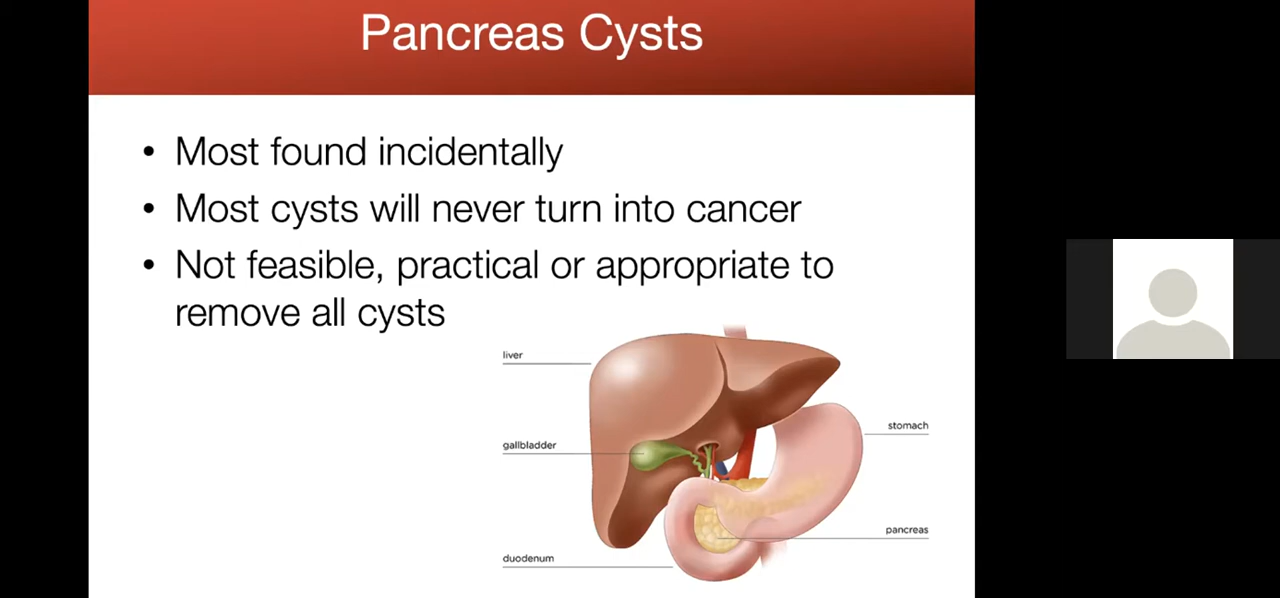 Pancreas Cysts
• Most found incidentally
• Most cysts will never turn into cancer
• Not feasible, practical or appropriate to
remove all cysts
liver
stomach
gallbladder
pancreas
duodenum